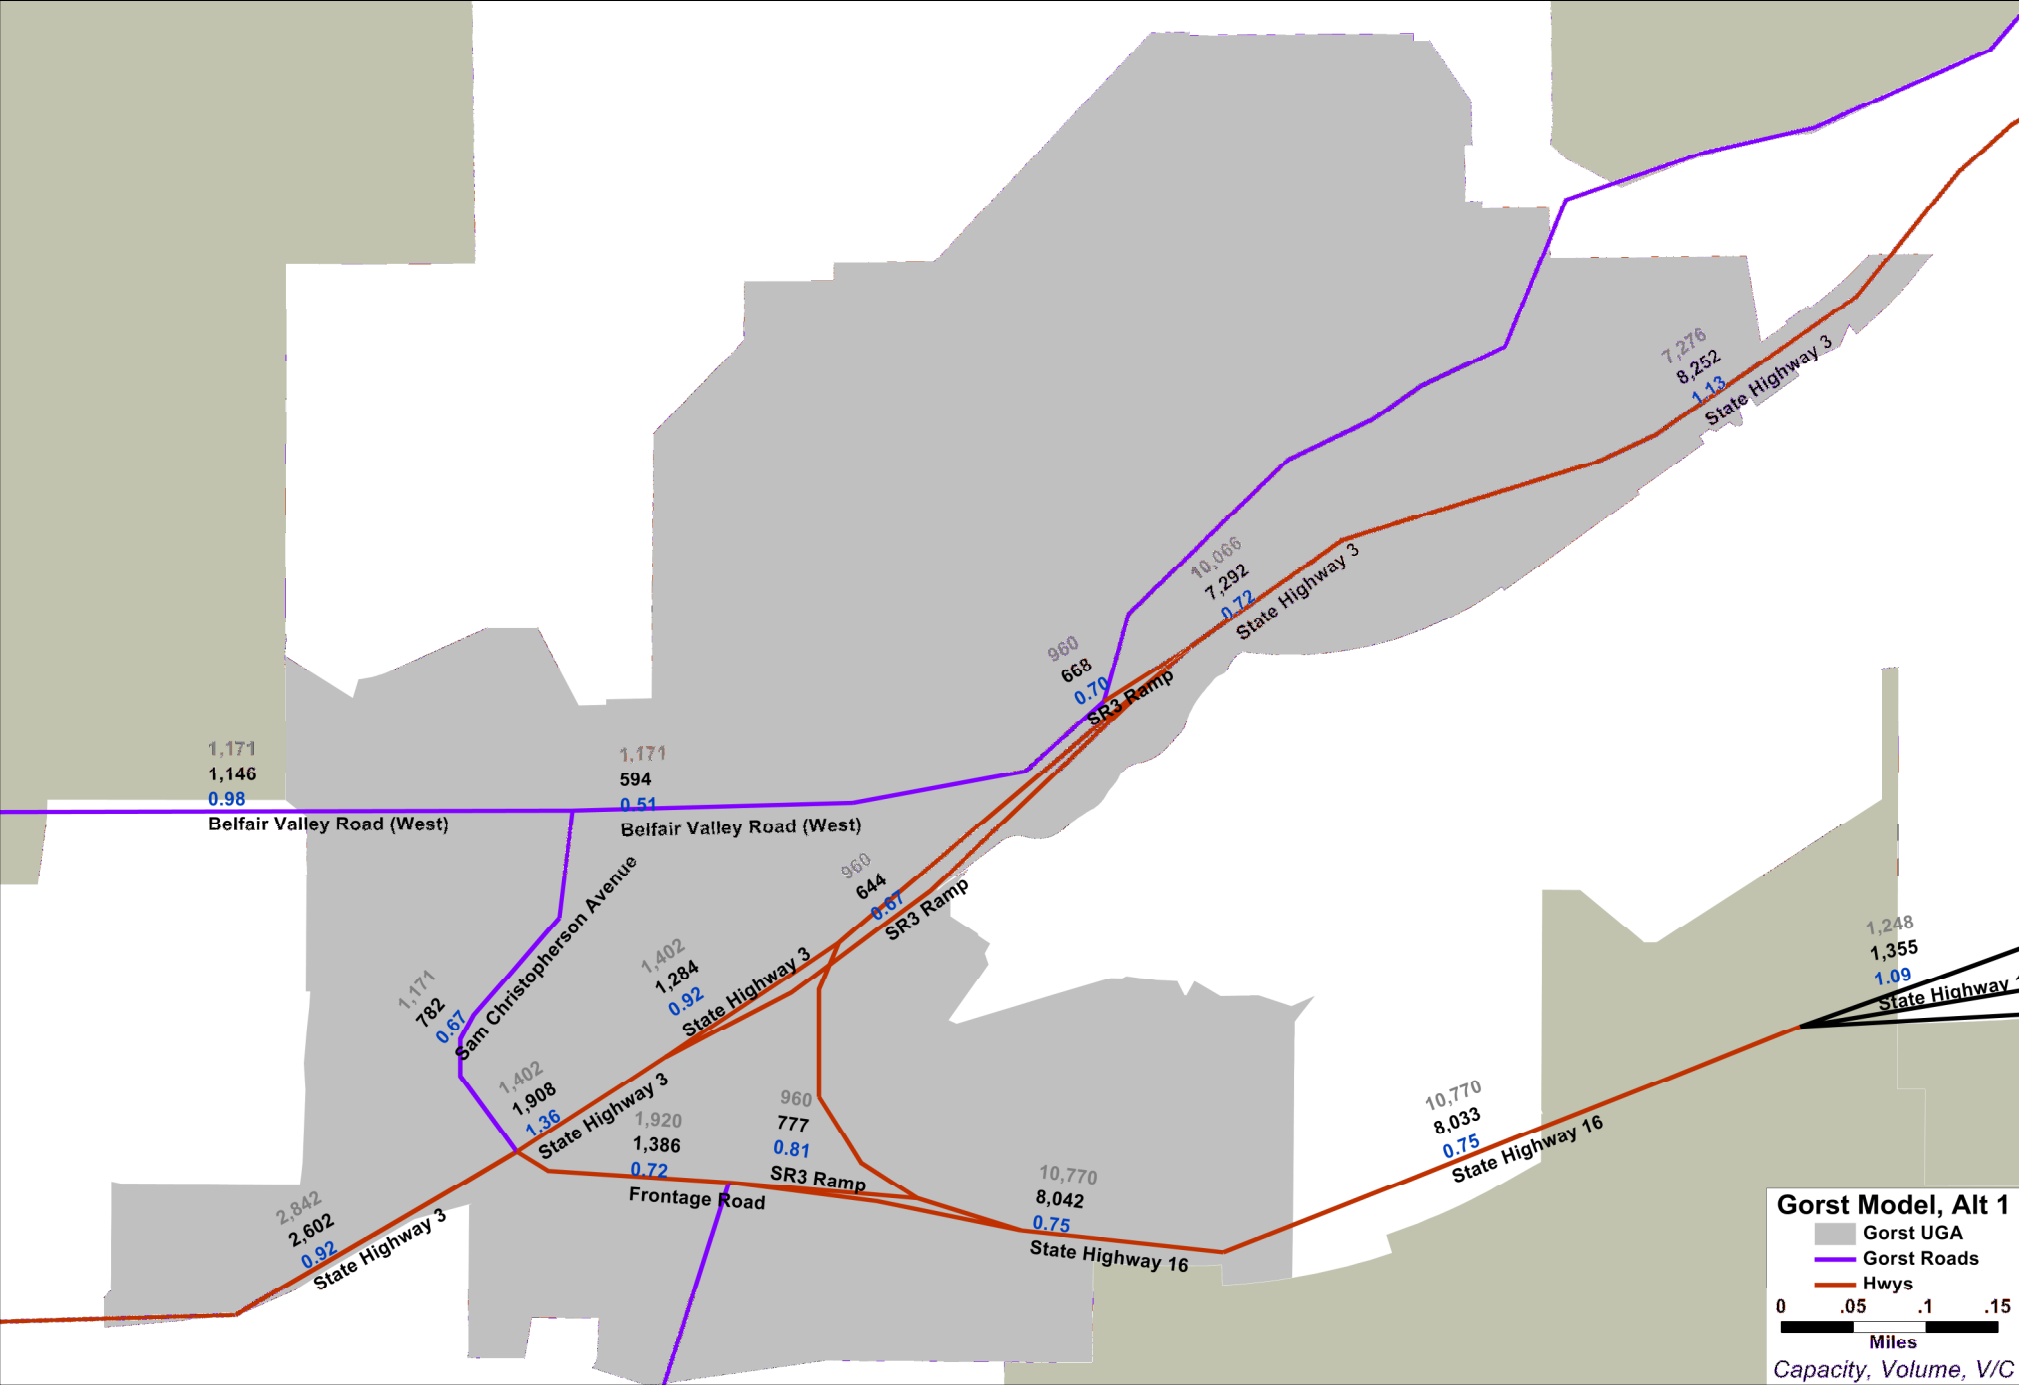 7,276
8,252
1.13
State Highway 3
10,066
7,292
0.72
State Highway 3
960
668
0.70
SR3 Ramp
1,171
1,146
0.98
Belfair Valley Road (West)
1,171
594
0.51
Belfair Valley Road (West)
960
644
0.67
SR3 Ramp
1,402
1,284
0.92
State Highway 3
1,171
782
0.67
Sam Christopherson Avenue
1,402
1,908
1.36
State Highway 3
1,920
1,386
0.72
Frontage Road
960
777
0.81
SR3 Ramp
2,842
2,602
0.92
State Highway 3
10,770
8,042
0.75
State Highway 16
10,770
8,033
0.75
State Highway 16
1,248
1,355
1.09
State Highway
Gorst Model, Alt 1
Gorst UGA
Gorst Roads
Hwys
0 .05 .1 .15
Miles
Capacity, Volume, V/C